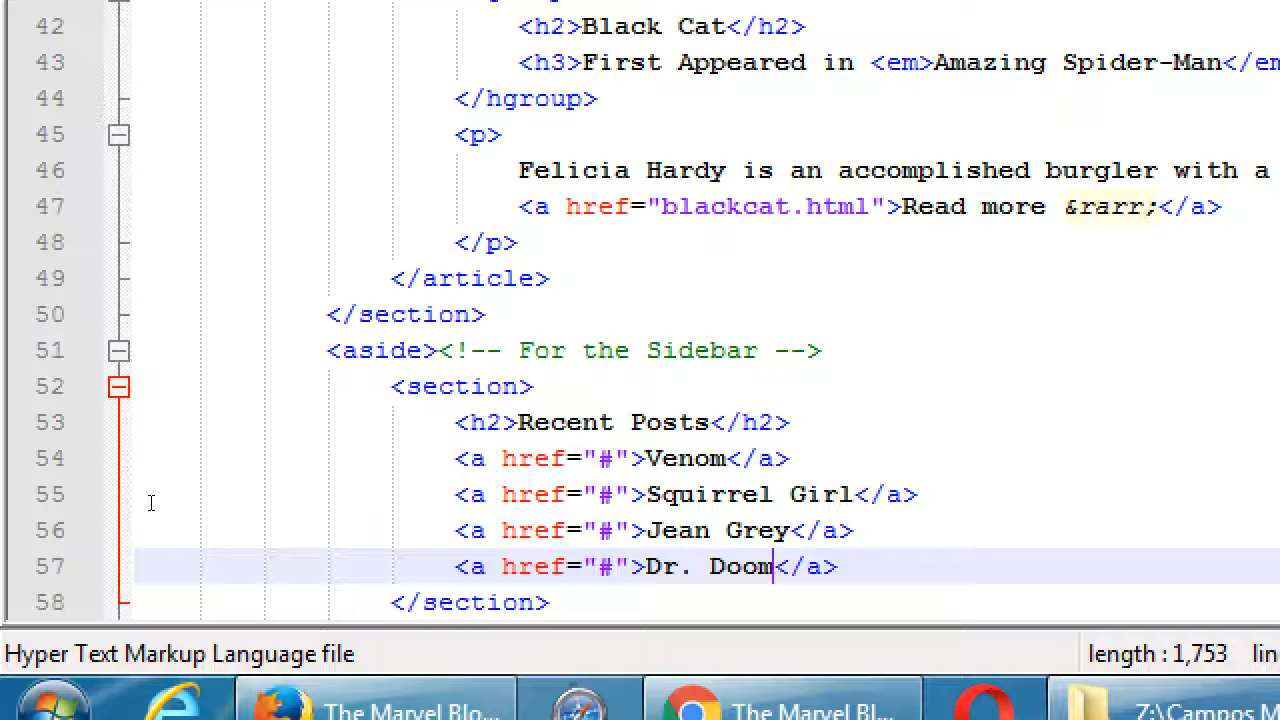 42 <h2>Black Cat</h2>
43 <h3>First Appeared in <em>Amazing Spider-Man</em
44 </hgroup>
45 <p>
46 Felicia Hardy is an accomplished burgler with a
47 <a href="blackcat.html">Read more &rarr;</a>
48 </p>
49 </article>
50 </section>
51 <aside><!-- For the Sidebar -->
52 <section>
53 <h2>Recent Posts</h2>
54 <a href="#">Venom</a>
55 <a href="#">Squirrel Girl</a>
56 <a href="#">Jean Grey</a>
57 <a href="#">Dr. Doom</a>
58 </section>
Hyper Text Markup Language file length : 1,753 lin
The Marvel Blo... The Marvel Bl... Z:\Campos M